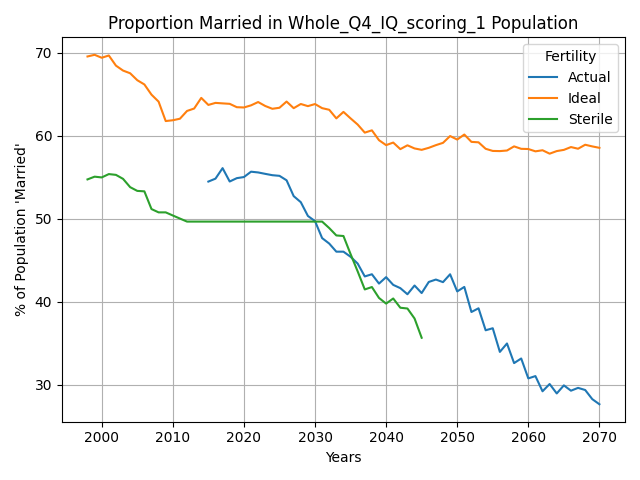 Proportion Married in Whole_Q4_IQ_scoring_1 Population
% of Population 'Married'
70
60
50
40
30
Fertility
Actual
Ideal
Sterile
2000 2010 2020 2030 2040 2050 2060 2070
Years